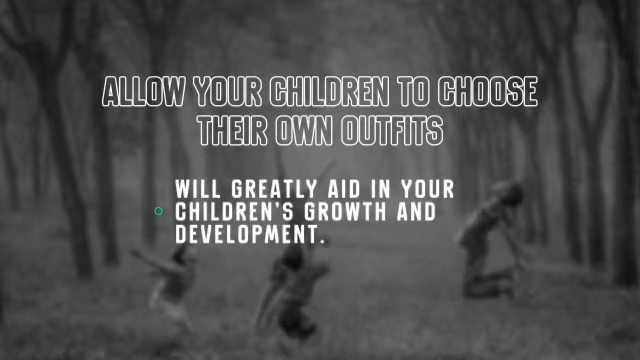 ALLOW YOUR CHILDREN TO CHOOSE
THEIR OWN OUTFITS
WILL GREATLY AID IN YOUR
CHILDREN'S GROWTH AND
DEVELOPMENT.